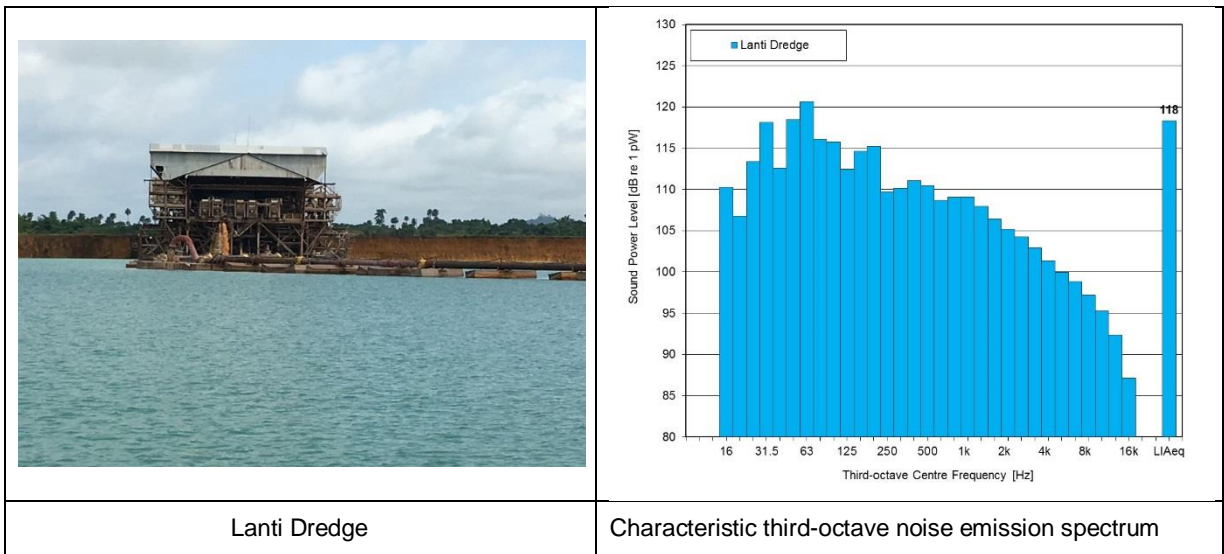 130
125
120
115
110
105
100
95
90
85
80
Sound Power Level [dB re 1 pW]
Lanti Dredge
118
16 31.5 63 125 250 500 1k 2k 4k 8k 16k LIAeq
Third-octave Centre Frequency [Hz]
Lanti Dredge
Characteristic third-octave noise emission spectrum